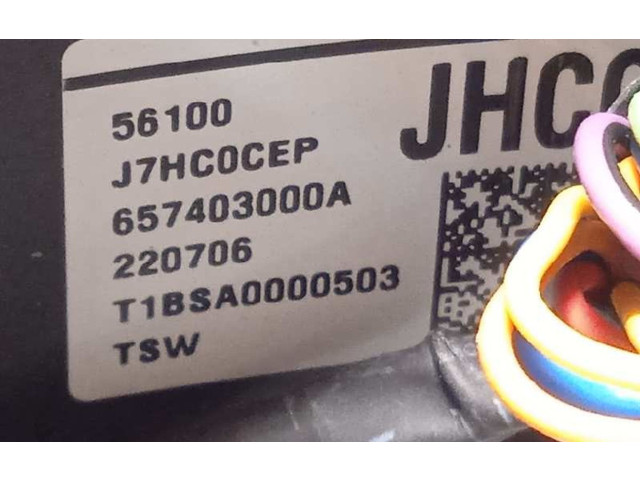 56100
J7HC0CEP
657403000A
220706
T1BSA0000503
TSW
JHC